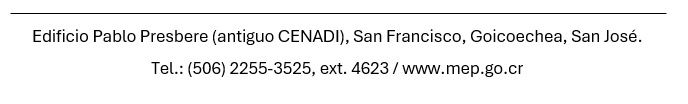 Edificio Pablo Presbere (antiguo CENADI), San Francisco, Goicoechea, San José.
Tel.: (506) 2255-3525, ext. 4623 / www.mep.go.cr